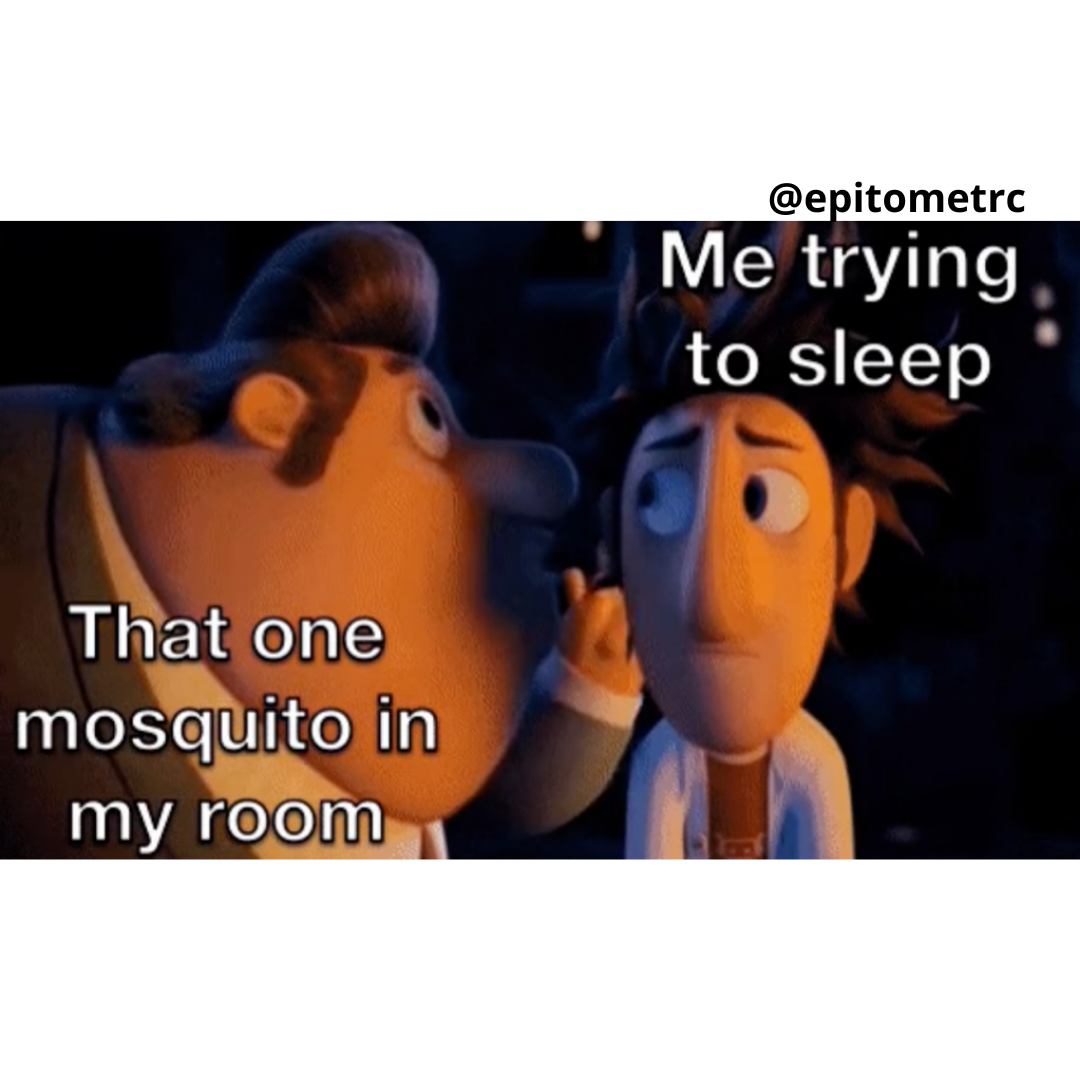 @epitometrc
Me trying
to sleep
That one
mosquito in
my room